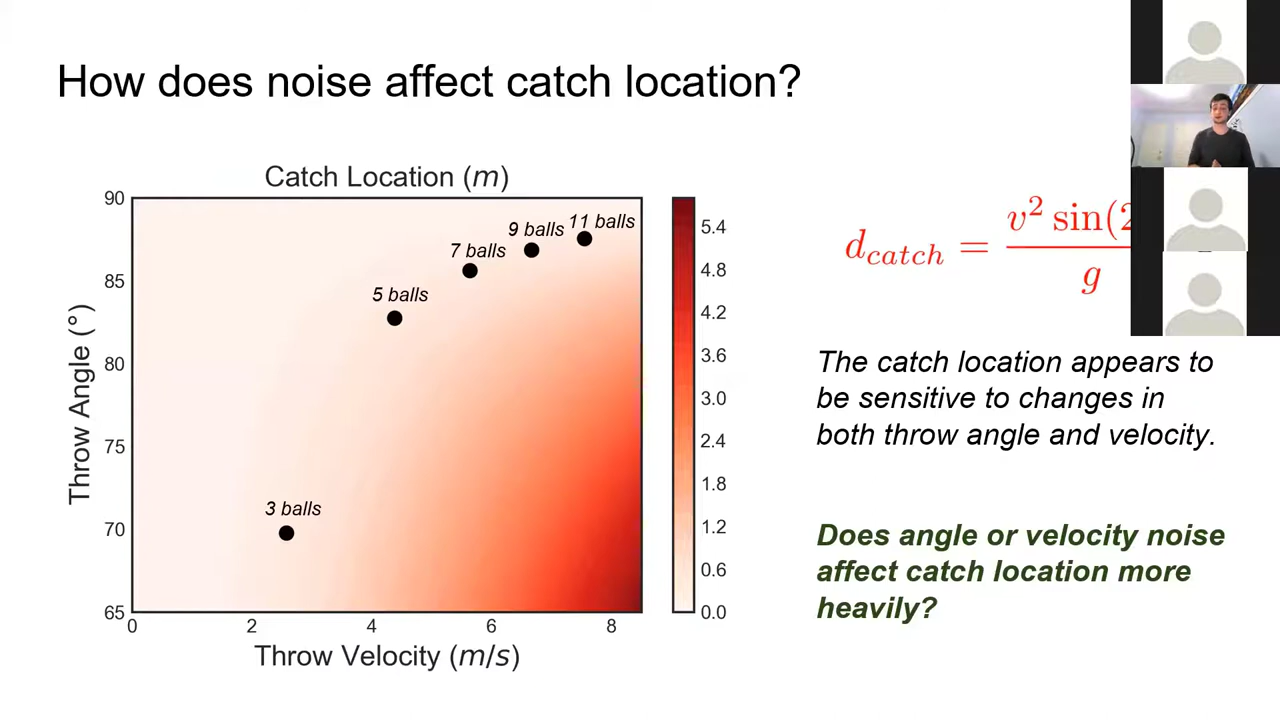 How does noise affect catch location?
Catch Location (m)
90
85
80
75
70
65
Throw Angle (°)
11 balls
9 balls
7 balls
5 balls
3 balls
0
2
4
6
8
Throw Velocity (m/s)
5.4
4.8
4.2
3.6
3.0
2.4
1.8
1.2
0.6
0.0
d_catch = v² sin(2
g
The catch location appears to
be sensitive to changes in
both throw angle and velocity.
Does angle or velocity noise
affect catch location more
heavily?